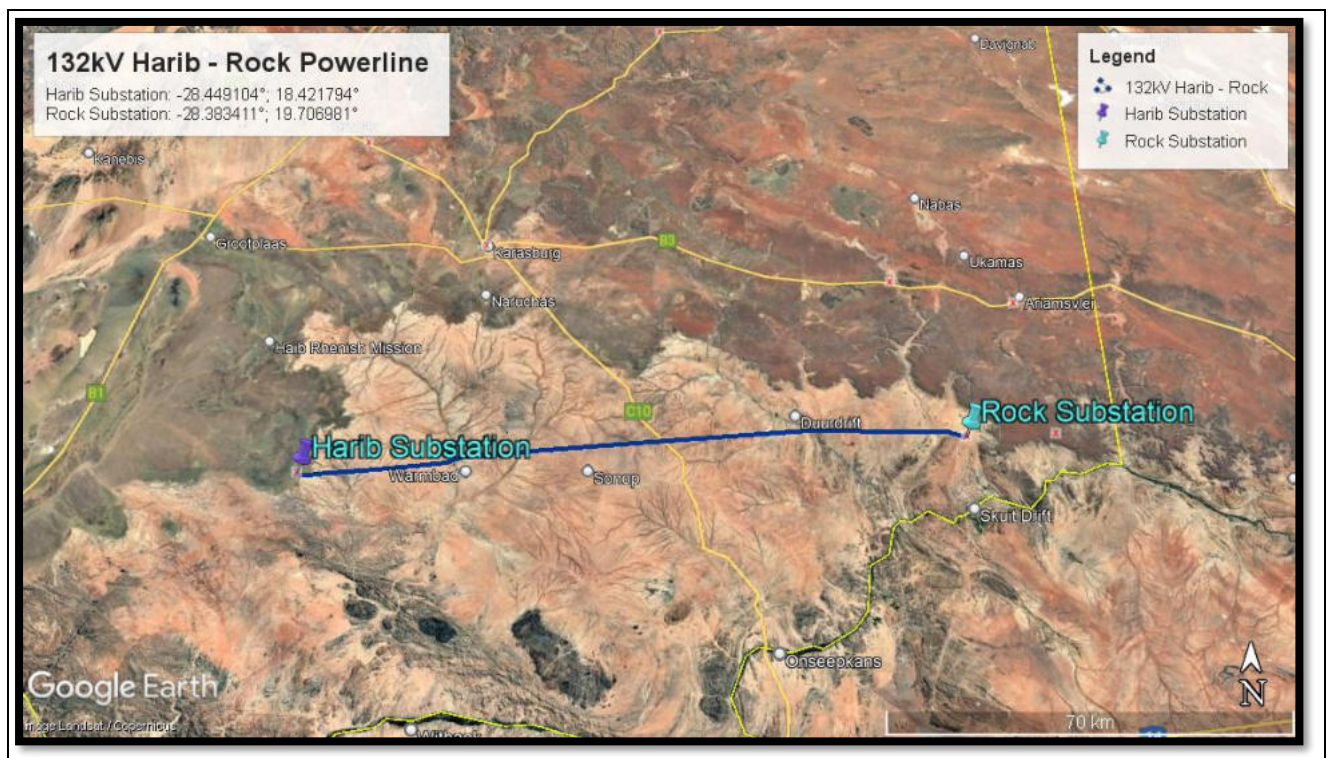 132kV Harib - Rock Powerline
Harib Substation: -28.449104°; 18.421794°
Rock Substation: -28.383411°; 19.706981°
Legend
132kV Harib - Rock
Harib Substation
Rock Substation
Davignab
Kanebis
Nabas
Grootplaas
Karasburg
B3
Ukamas
Naruchas
Ariamsvlei
Haib Rhenish Mission
B1
C10
Duurdrift
Rock Substation
Harib Substation
Warmbad
Sonop
Skuit Drift
Onseepkans
Google Earth
Image Landsat / Copernicus
N
70 km